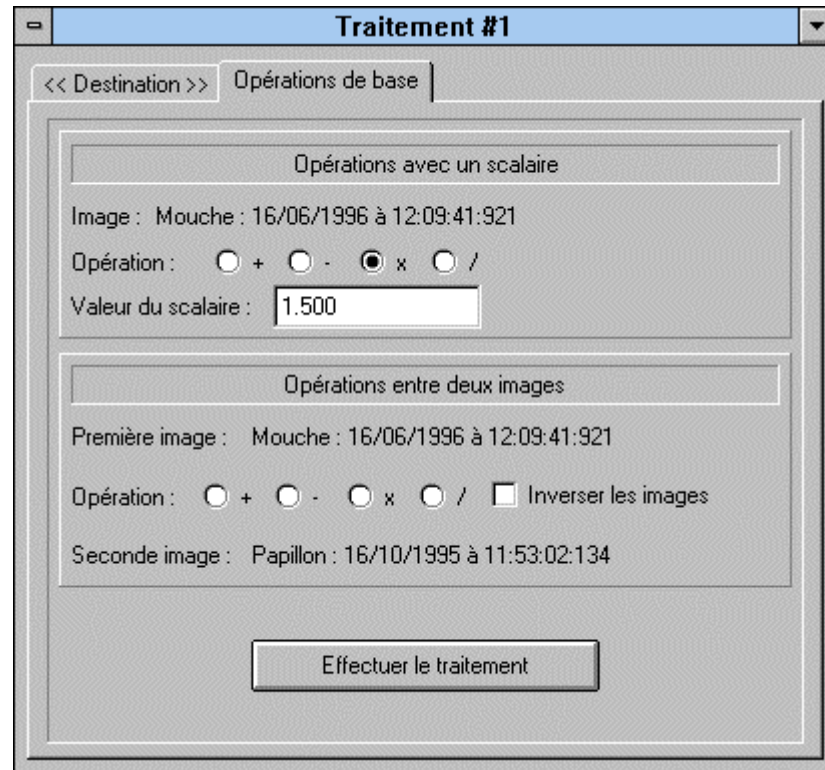 Traitement #1
<< Destination >> Opérations de base
Opérations avec un scalaire
Image : Mouche : 16/06/1996 à 12:09:41:921
Opération : + - x /
Valeur du scalaire : 1.500
Opérations entre deux images
Première image : Mouche : 16/06/1996 à 12:09:41:921
Opération : + - x / Inverser les images
Seconde image : Papillon : 16/10/1995 à 11:53:02:134
Effectuer le traitement